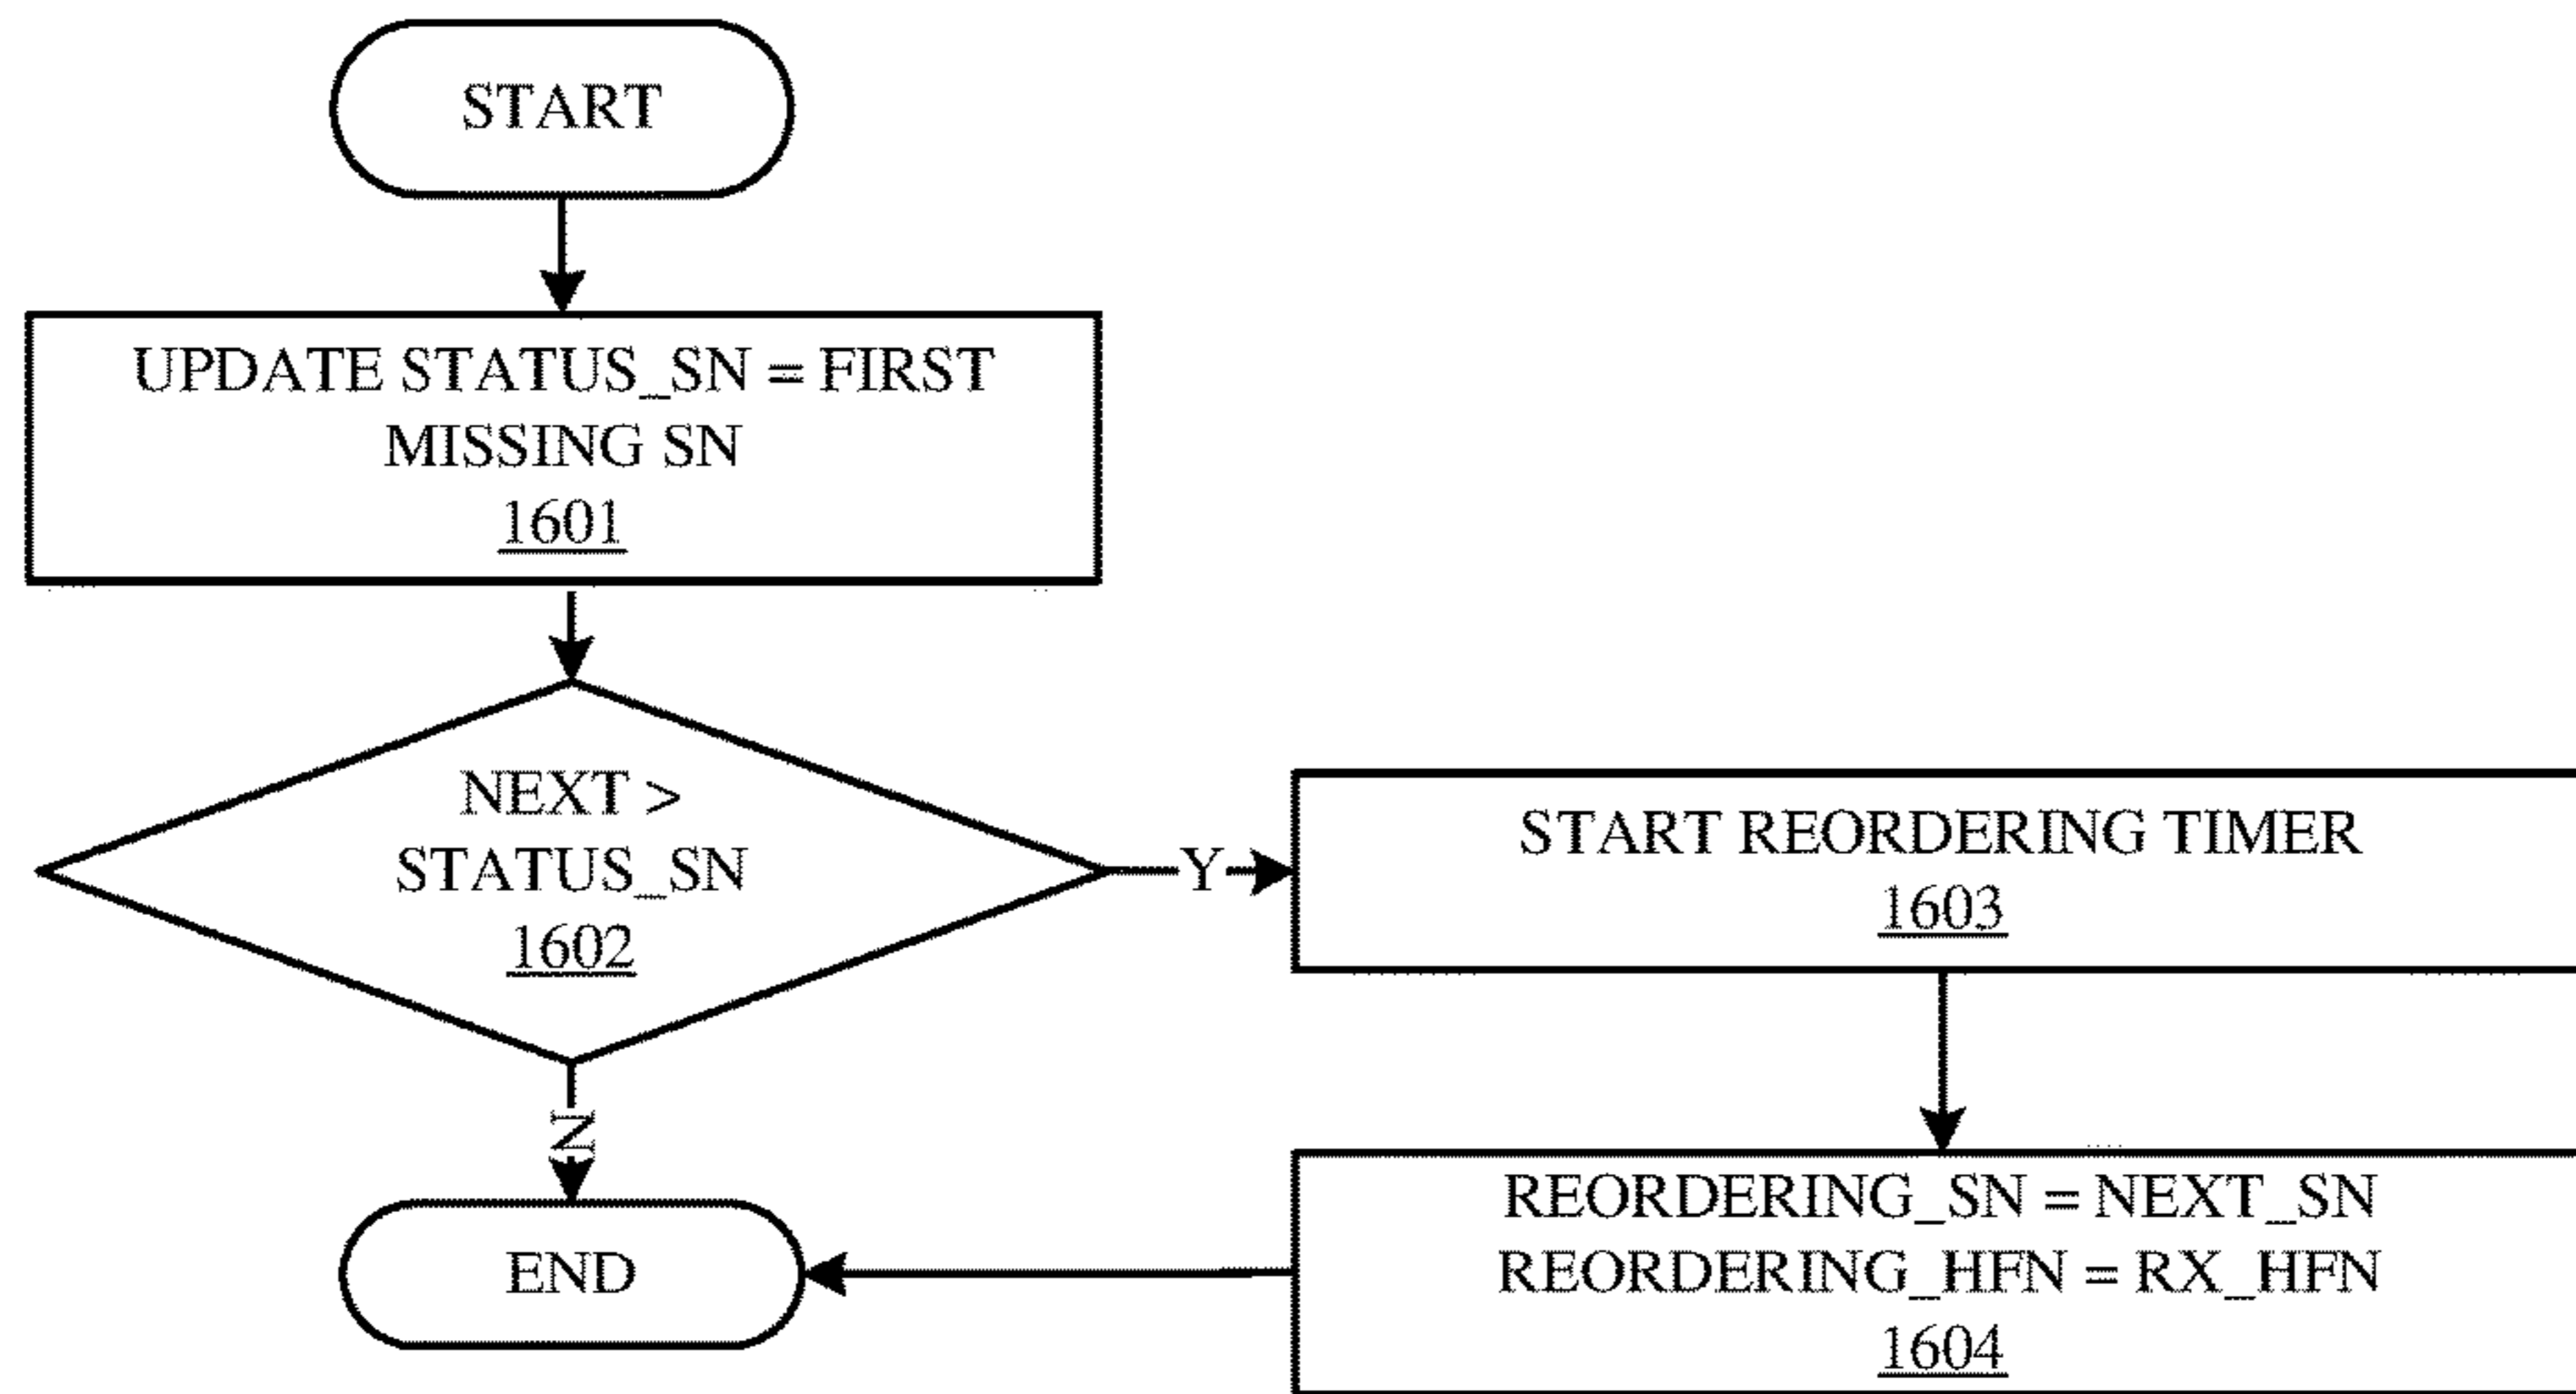 START
UPDATE STATUS_SN = FIRST
MISSING SN
1601
NEXT >
STATUS_SN
1602
Y
START REORDERING TIMER
1603
N
REORDERING_SN = NEXT_SN
REORDERING_HFN = RX_HFN
1604
END